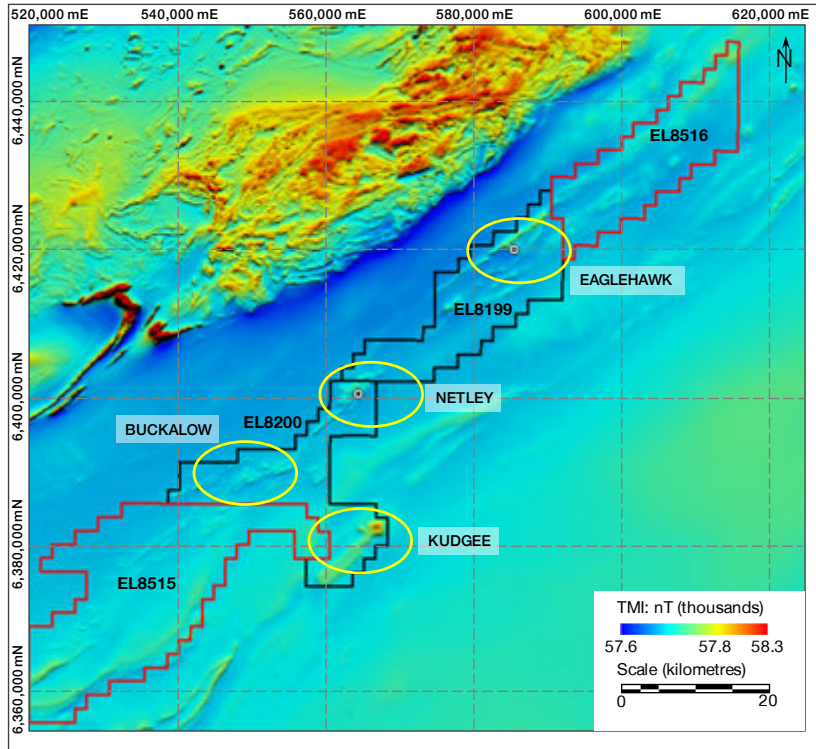 520,000 mE 540,000 mE 560,000 mE 580,000 mE 600,000 mE 620,000 mE
N
6,440,000 mN
EL8516
6,420,000 mN
EAGLEHAWK
EL8199
6,400,000 mN
NETLEY
EL8200
BUCKALOW
KUDGEE
6,380,000 mN
EL8515
TMI: nT (thousands)
57.6 57.8 58.3
Scale (kilometres)
0 20
6,360,000 mN